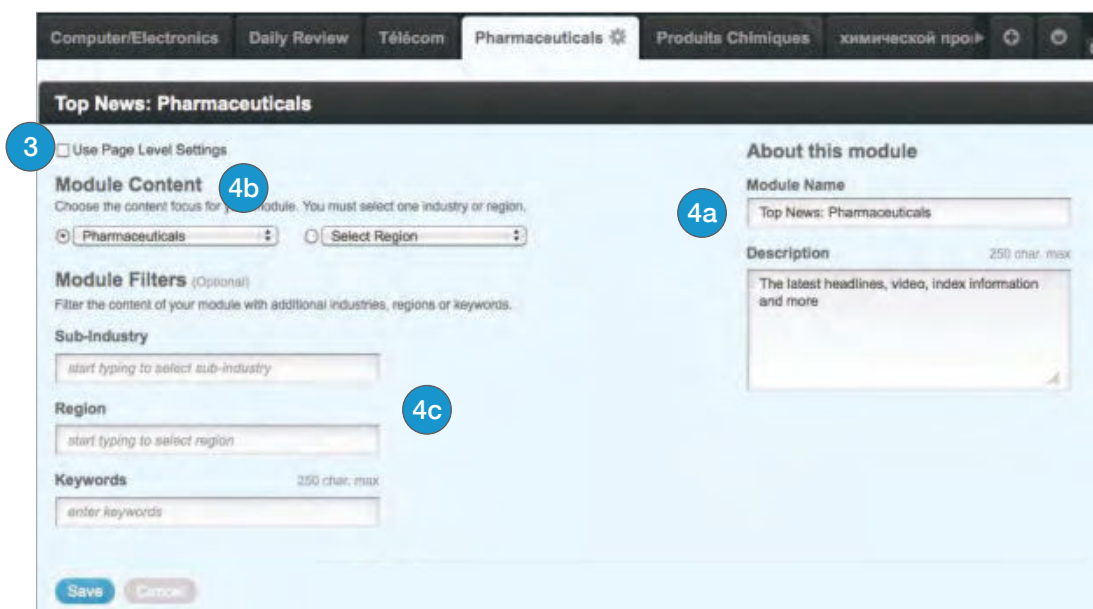 Computer/Electronics Daily Review Télécom Pharmaceuticals Produits Chimiques химической про
Top News: Pharmaceuticals
3 Use Page Level Settings
Module Content 4b
Choose the content focus for module. You must select one industry or region.
Pharmaceuticals Select Region
Module Filters (Optional)
Filter the content of your module with additional industries, regions or keywords.
Sub-Industry
start typing to select sub-industry
Region
4c
start typing to select region
Keywords 250 char. max
enter keywords
Save Cancel
About this module
Module Name
4a
Top News: Pharmaceuticals
Description 250 char. max
The latest headlines, video, index information
and more